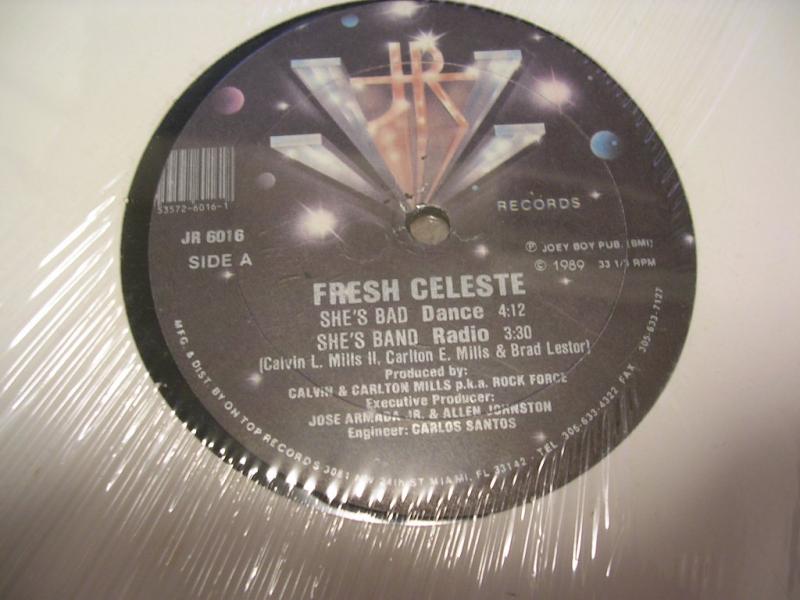 JR
RECORDS
53572-6016-1
JR 6016
SIDE A
℗ JOEY BOY PUB. (BMI)
© 1989 33 1/3 RPM
FRESH CELESTE
SHE'S BAD Dance 4:12
SHE'S BAND Radio 3:30
(Calvin L. Mills II, Carlton E. Mills & Brad Lestor)
Produced by:
CALVIN & CARLTON MILLS p.k.a. ROCK FORCE
Executive Producer:
JOSE ARMADA JR. & ALLEN JOHNSTON
Engineer: CARLOS SANTOS
MFG. & DIST. BY ON TOP RECORDS 3081 NW 24th ST MIAMI, FL 33142 · TEL 305-633-4322 FAX 305-633-7127